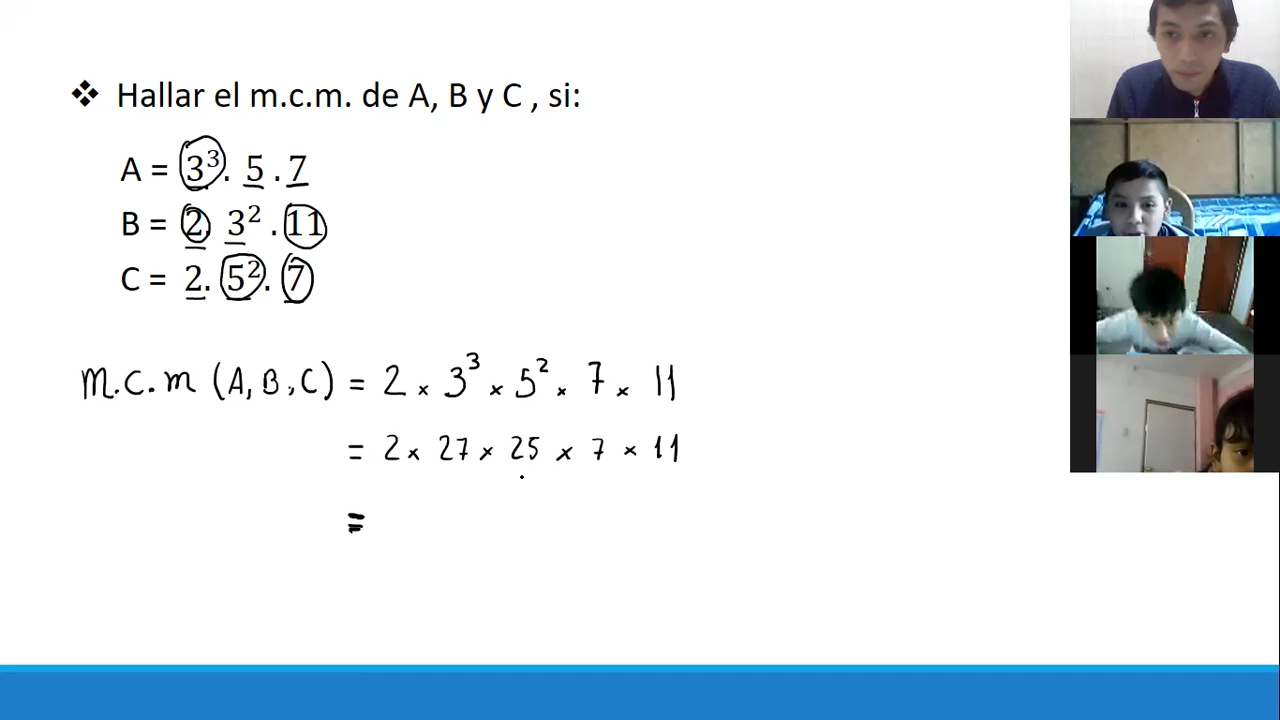 ❖ Hallar el m.c.m. de A, B y C , si:
A = 3³. 5 . 7
B = 2. 3² . 11
C = 2. 5². 7
m.c.m (A, B, C) = 2 × 3³ × 5² × 7 × 11
= 2 × 27 × 25 × 7 × 11
=